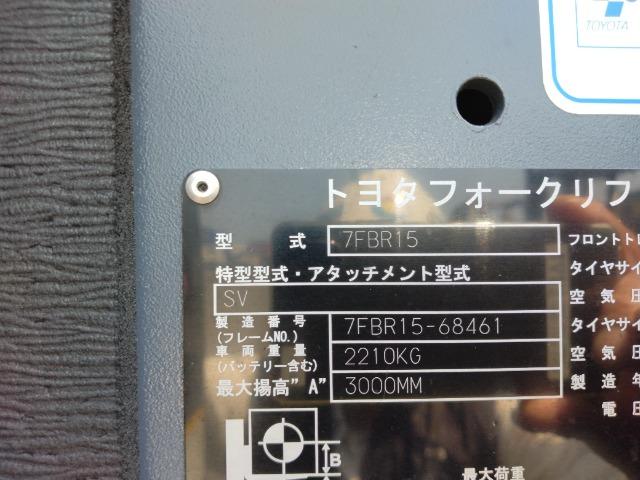 TOYOTA
トヨタフォークリフ
型 式 7FBR15 フロントト
特型型式・アタッチメント型式 タイヤサイ
SV 空気圧
製造番号 7FBR15-68461 タイヤサイ
(フレームNO.)
車両重量 2210KG 空気圧
(バッテリー含む)
最大揚高"A" 3000MM 製造年
電圧
B
最大荷重